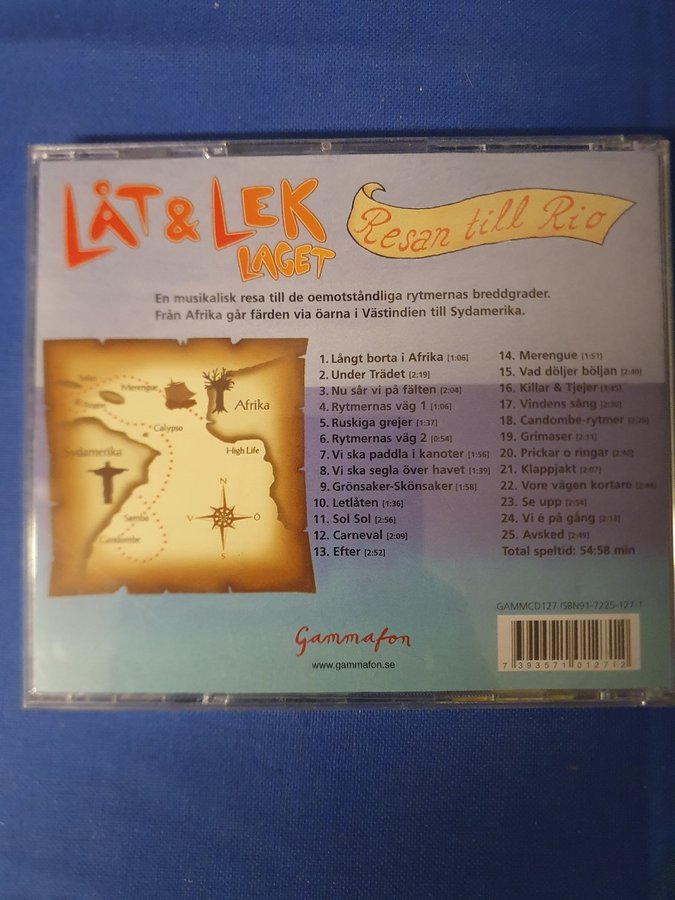 LÅT & LEK
LAGET
Resan till Rio
En musikalisk resa till de oemotståndliga rytmernas breddgrader.
Från Afrika går färden via öarna i Västindien till Sydamerika.
Salsa
Merengue
Reggae
Afrika
Calypso
Sydamerika
High Life
N
V
Ö
S
Samba
Candombe
1. Långt borta i Afrika [1:06]
2. Under Trädet [2:19]
3. Nu sår vi på fälten [2:04]
4. Rytmernas väg 1 [1:06]
5. Ruskiga grejer [1:37]
6. Rytmernas väg 2 [0:54]
7. Vi ska paddla i kanoter [1:56]
8. Vi ska segla över havet [1:39]
9. Grönsaker-Skönsaker [1:58]
10. Letlåten [1:36]
11. Sol Sol [2:56]
12. Carneval [2:09]
13. Efter [2:52]
14. Merengue [1:51]
15. Vad döljer böljan [2:40]
16. Killar & Tjejer [1:45]
17. Vindens sång [2:30]
18. Candombe-rytmer [2:26]
19. Grimaser [2:11]
20. Prickar o ringar [2:40]
21. Klappjakt [2:07]
22. Vore vägen kortare
23. Se upp [2:54]
24. Vi é på gång [2:13]
25. Avsked [2:49]
Total speltid: 54:58 min
GAMMCD127 ISBN91-7225-127-1
7 393571 012712
Gammafon
www.gammafon.se